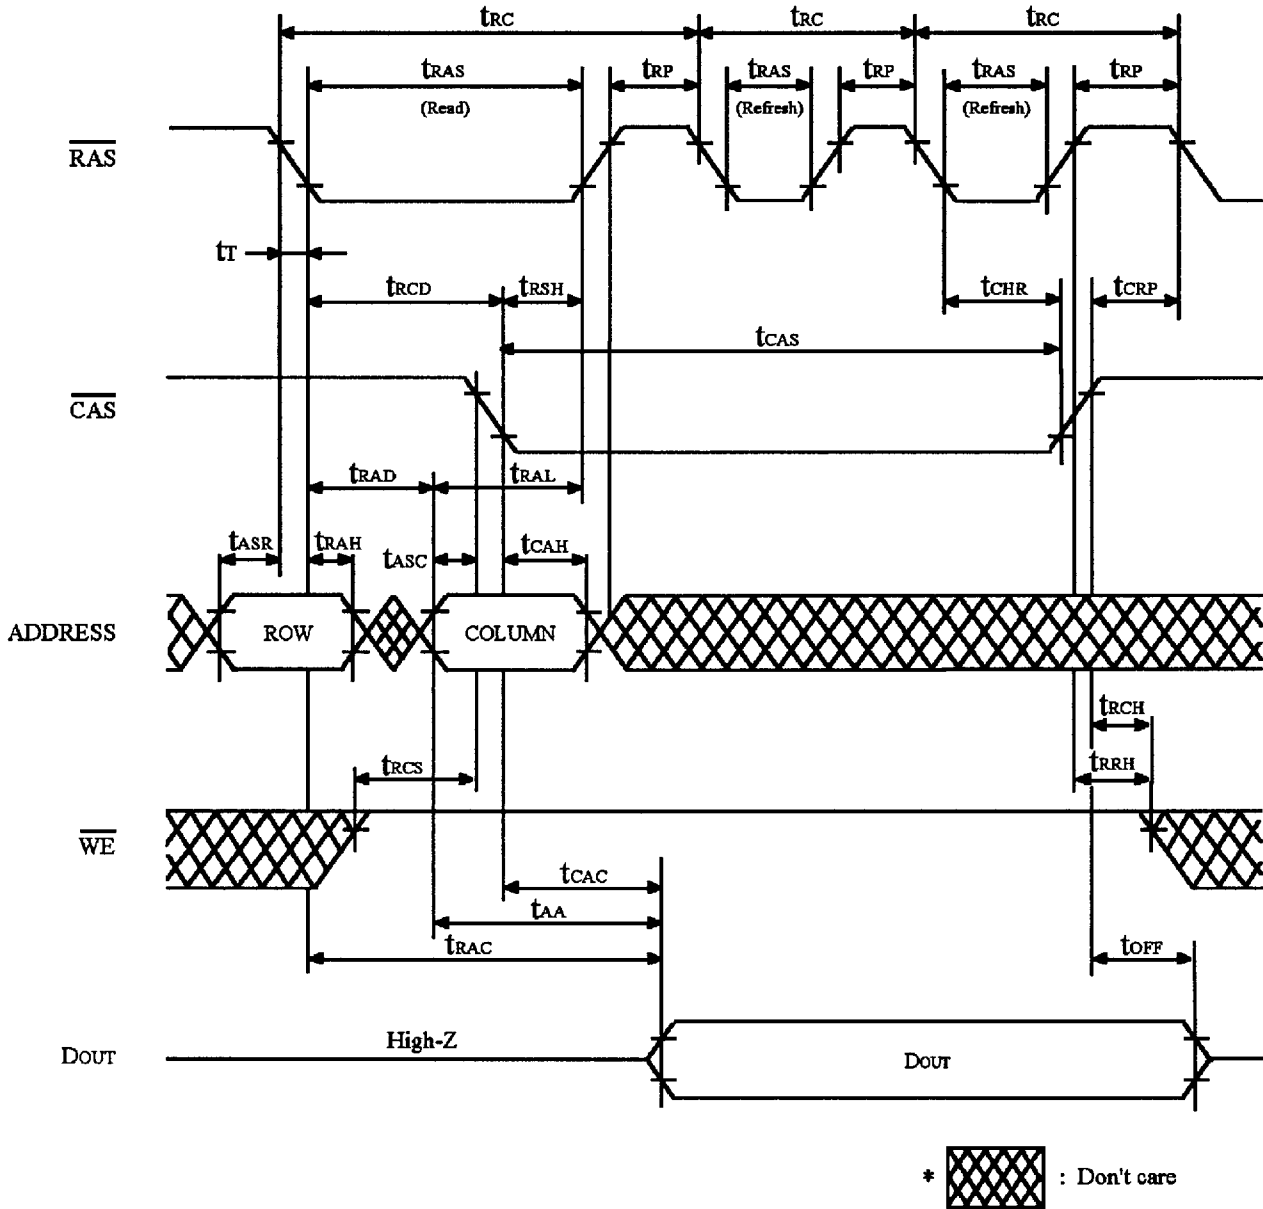 tRC tRC tRC
tRAS tRP tRAS tRP tRAS tRP
(Read) (Refresh) (Refresh)
RAS
tT
tRCD tRSH tCHR tCRP
tCAS
CAS
tRAD tRAL
tASR tRAH tASC tCAH
ADDRESS ROW COLUMN
tRCH
tRCS tRRH
WE
tCAC
tAA
tRAC tOFF
High-Z
DOUT DOUT
* : Don't care